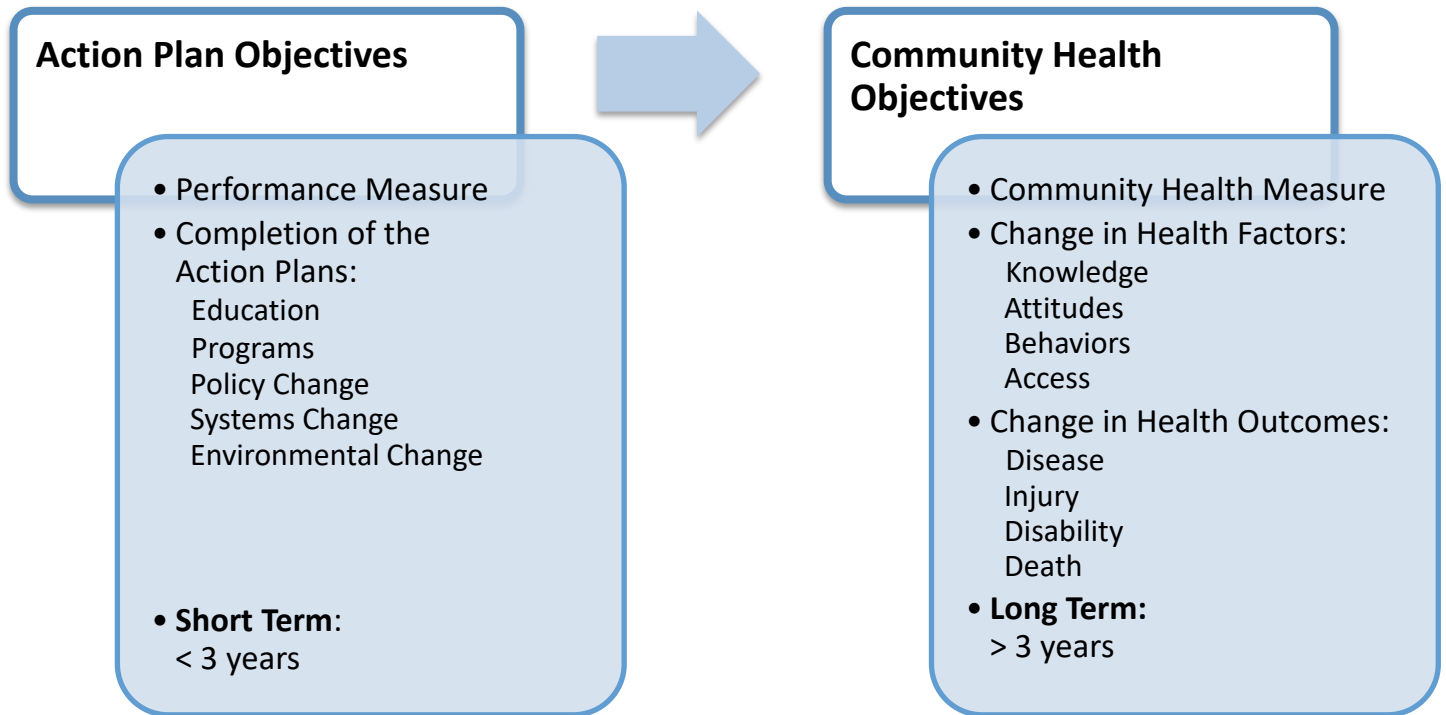 Action Plan Objectives
• Performance Measure
• Completion of the
Action Plans:
Education
Programs
Policy Change
Systems Change
Environmental Change
• Short Term:
< 3 years
Community Health
Objectives
• Community Health Measure
• Change in Health Factors:
Knowledge
Attitudes
Behaviors
Access
• Change in Health Outcomes:
Disease
Injury
Disability
Death
• Long Term:
> 3 years